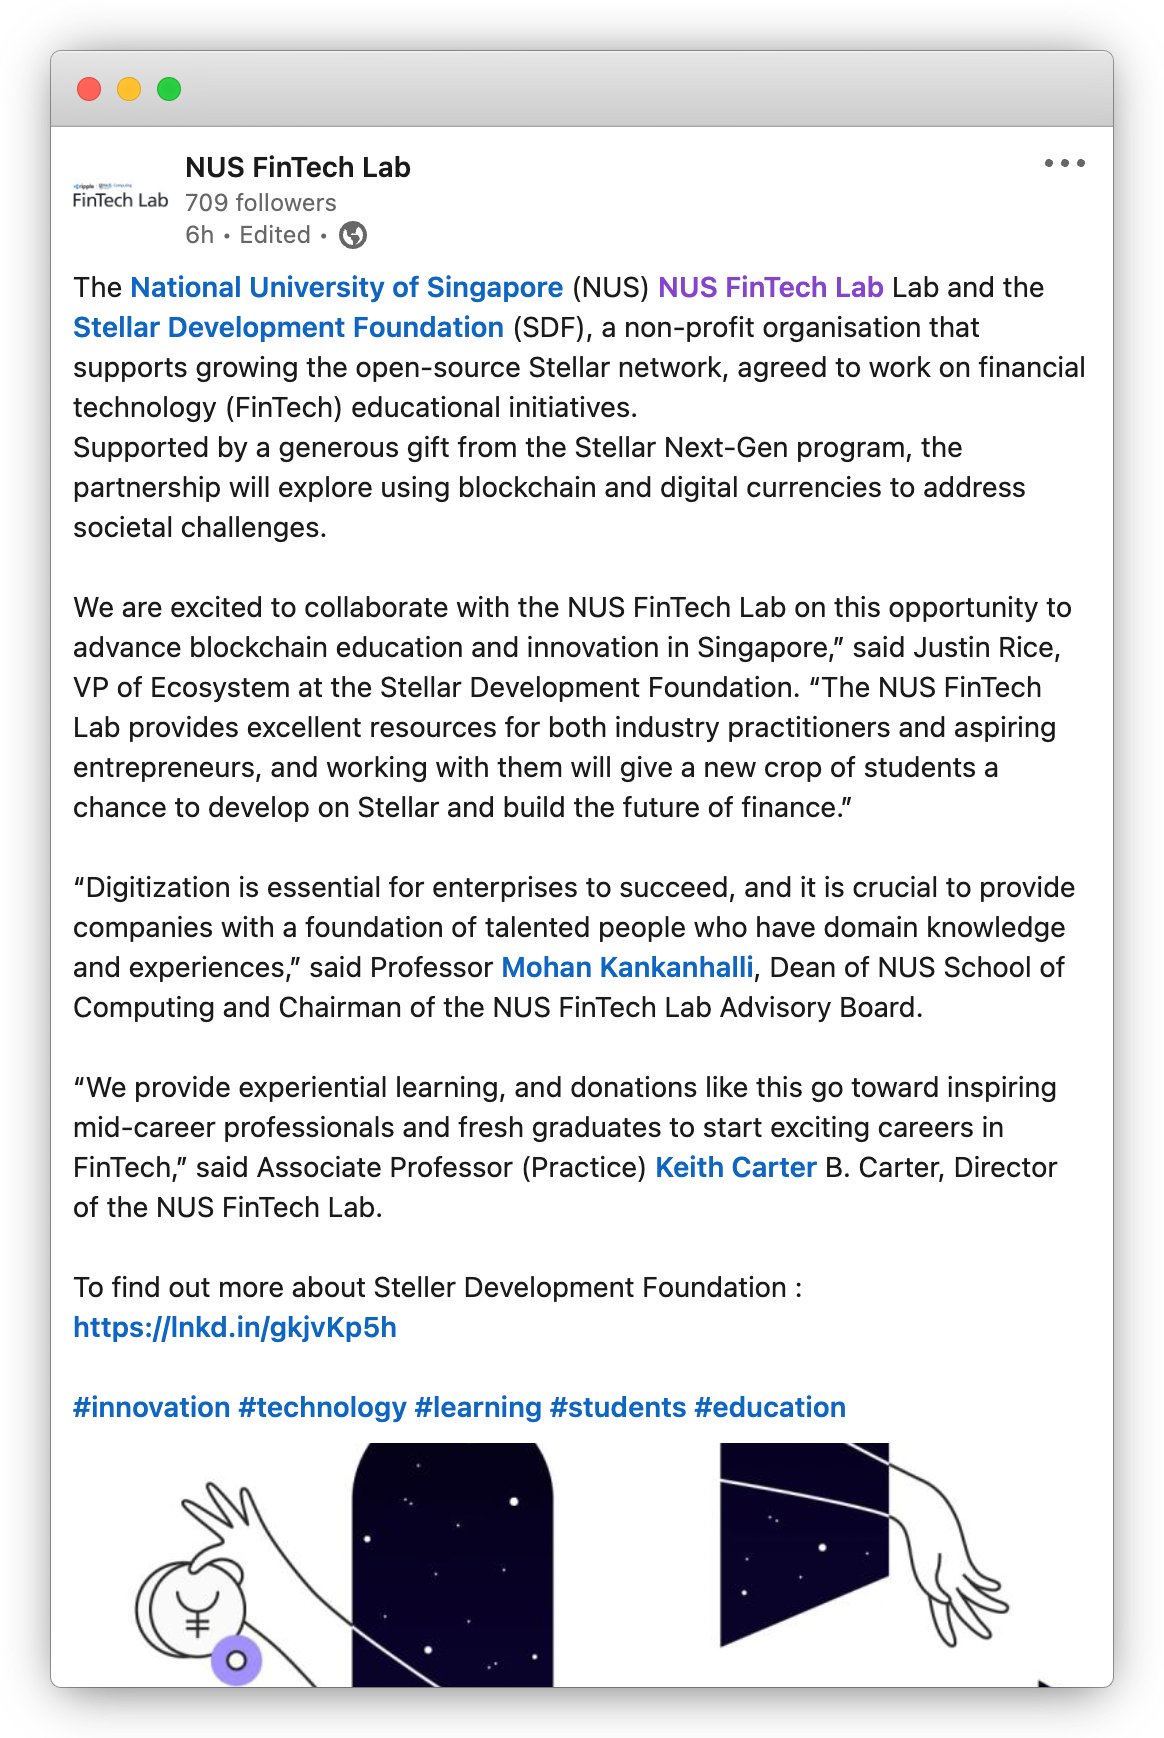 NUS FinTech Lab
709 followers
6h • Edited •
ripple
Computing
FinTech Lab
The National University of Singapore (NUS) NUS FinTech Lab Lab and the
Stellar Development Foundation (SDF), a non-profit organisation that
supports growing the open-source Stellar network, agreed to work on financial
technology (FinTech) educational initiatives.
Supported by a generous gift from the Stellar Next-Gen program, the
partnership will explore using blockchain and digital currencies to address
societal challenges.
We are excited to collaborate with the NUS FinTech Lab on this opportunity to
advance blockchain education and innovation in Singapore,” said Justin Rice,
VP of Ecosystem at the Stellar Development Foundation. “The NUS FinTech
Lab provides excellent resources for both industry practitioners and aspiring
entrepreneurs, and working with them will give a new crop of students a
chance to develop on Stellar and build the future of finance.”
“Digitization is essential for enterprises to succeed, and it is crucial to provide
companies with a foundation of talented people who have domain knowledge
and experiences,” said Professor Mohan Kankanhalli, Dean of NUS School of
Computing and Chairman of the NUS FinTech Lab Advisory Board.
“We provide experiential learning, and donations like this go toward inspiring
mid-career professionals and fresh graduates to start exciting careers in
FinTech,” said Associate Professor (Practice) Keith Carter B. Carter, Director
of the NUS FinTech Lab.
To find out more about Steller Development Foundation :
https://lnkd.in/gkjvKp5h
#innovation #technology #learning #students #education